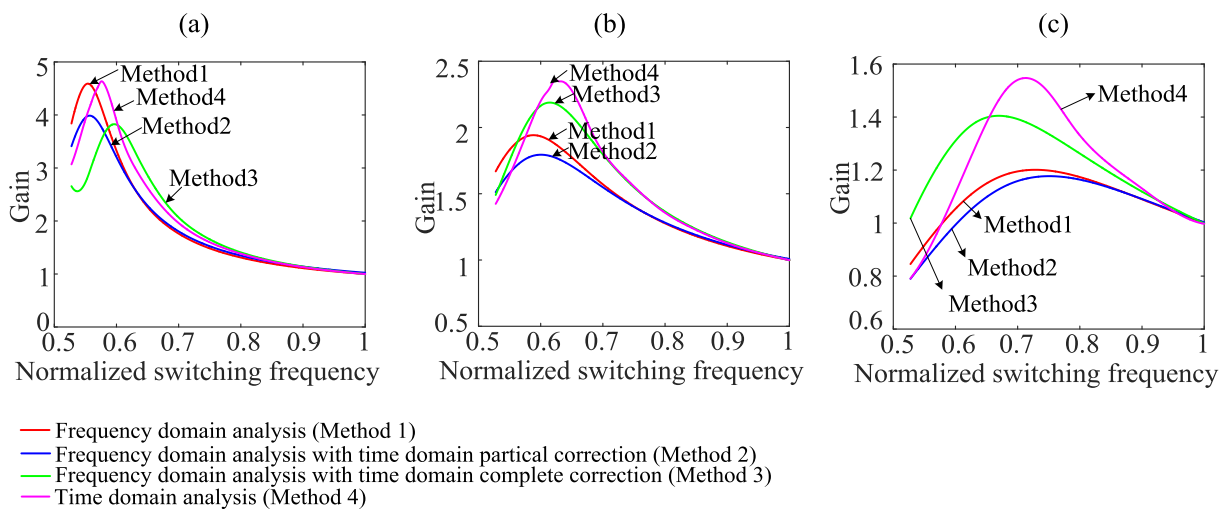 (a)
(b)
(c)
5
4
3
2
1
0
Gain
Method1
Method4
Method2
Method3
0.5
0.6
0.7
0.8
0.9
1
Normalized switching frequency
2.5
2
1.5
1
0.5
Gain
Method4
Method3
Method1
Method2
0.5
0.6
0.7
0.8
0.9
1
Normalized switching frequency
1.6
1.4
1.2
1
0.8
0.6
Gain
Method4
Method1
Method2
Method3
0.5
0.6
0.7
0.8
0.9
1
Normalized switching frequency
Frequency domain analysis (Method 1)
Frequency domain analysis with time domain partical correction (Method 2)
Frequency domain analysis with time domain complete correction (Method 3)
Time domain analysis (Method 4)